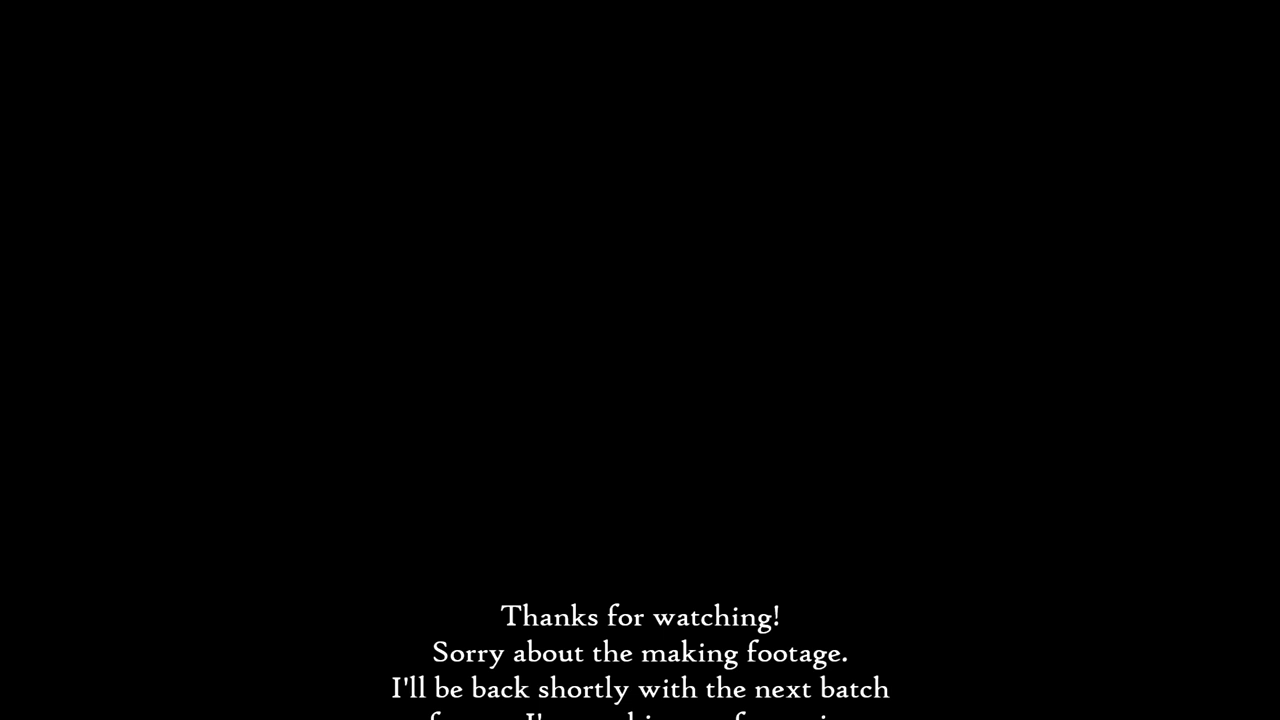 Thanks for watching!
Sorry about the making footage.
I'll be back shortly with the next batch